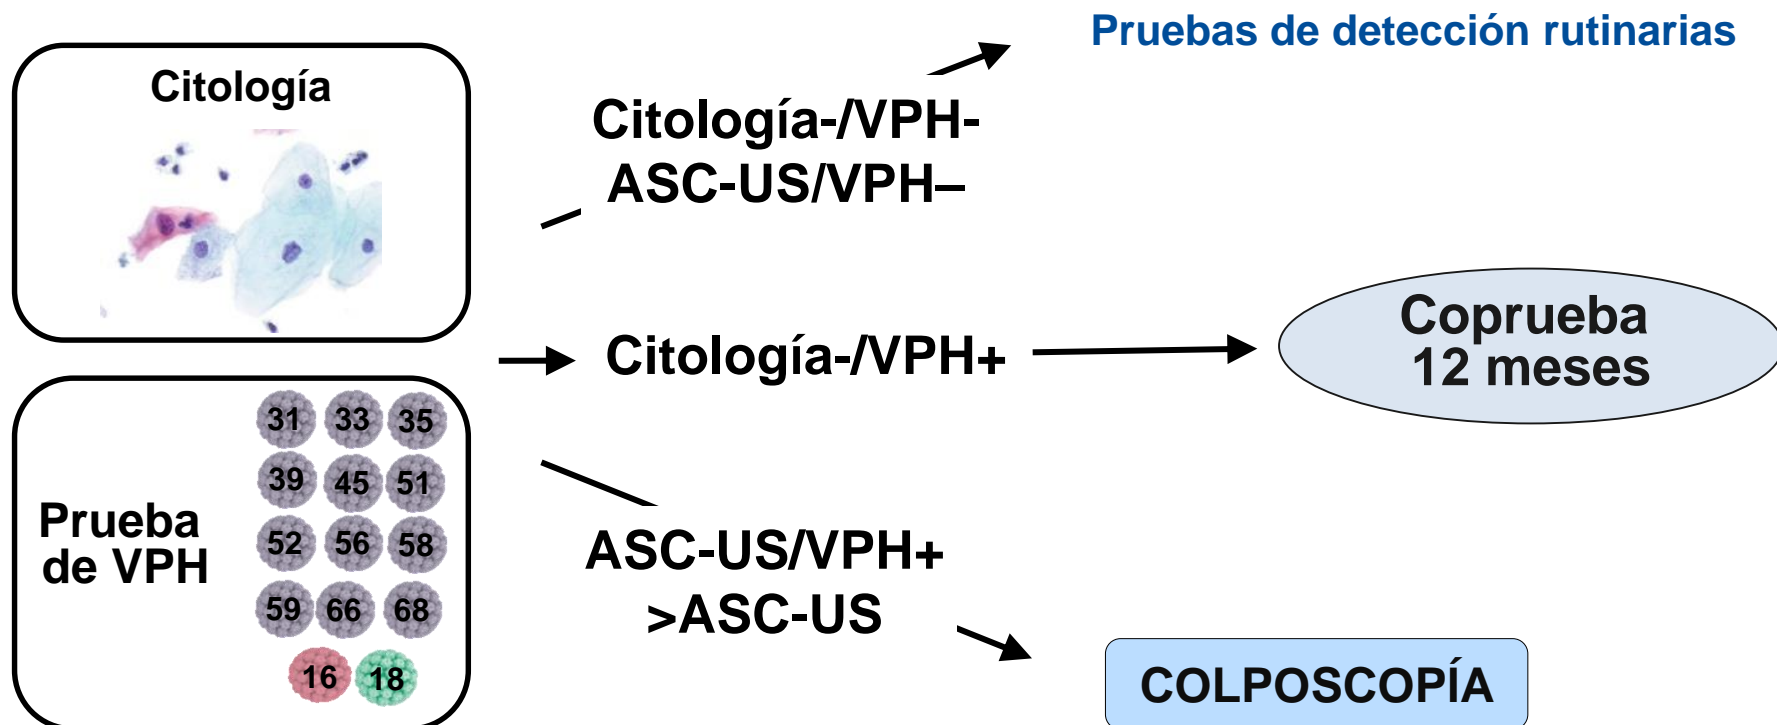 Pruebas de detección rutinarias
Citología
Citología-/VPH-
ASC-US/VPH–
Citología-/VPH+
Coprueba
12 meses
31 33 35
39 45 51
Prueba
de VPH
52 56 58
59 66 68
16 18
ASC-US/VPH+
>ASC-US
COLPOSCOPÍA